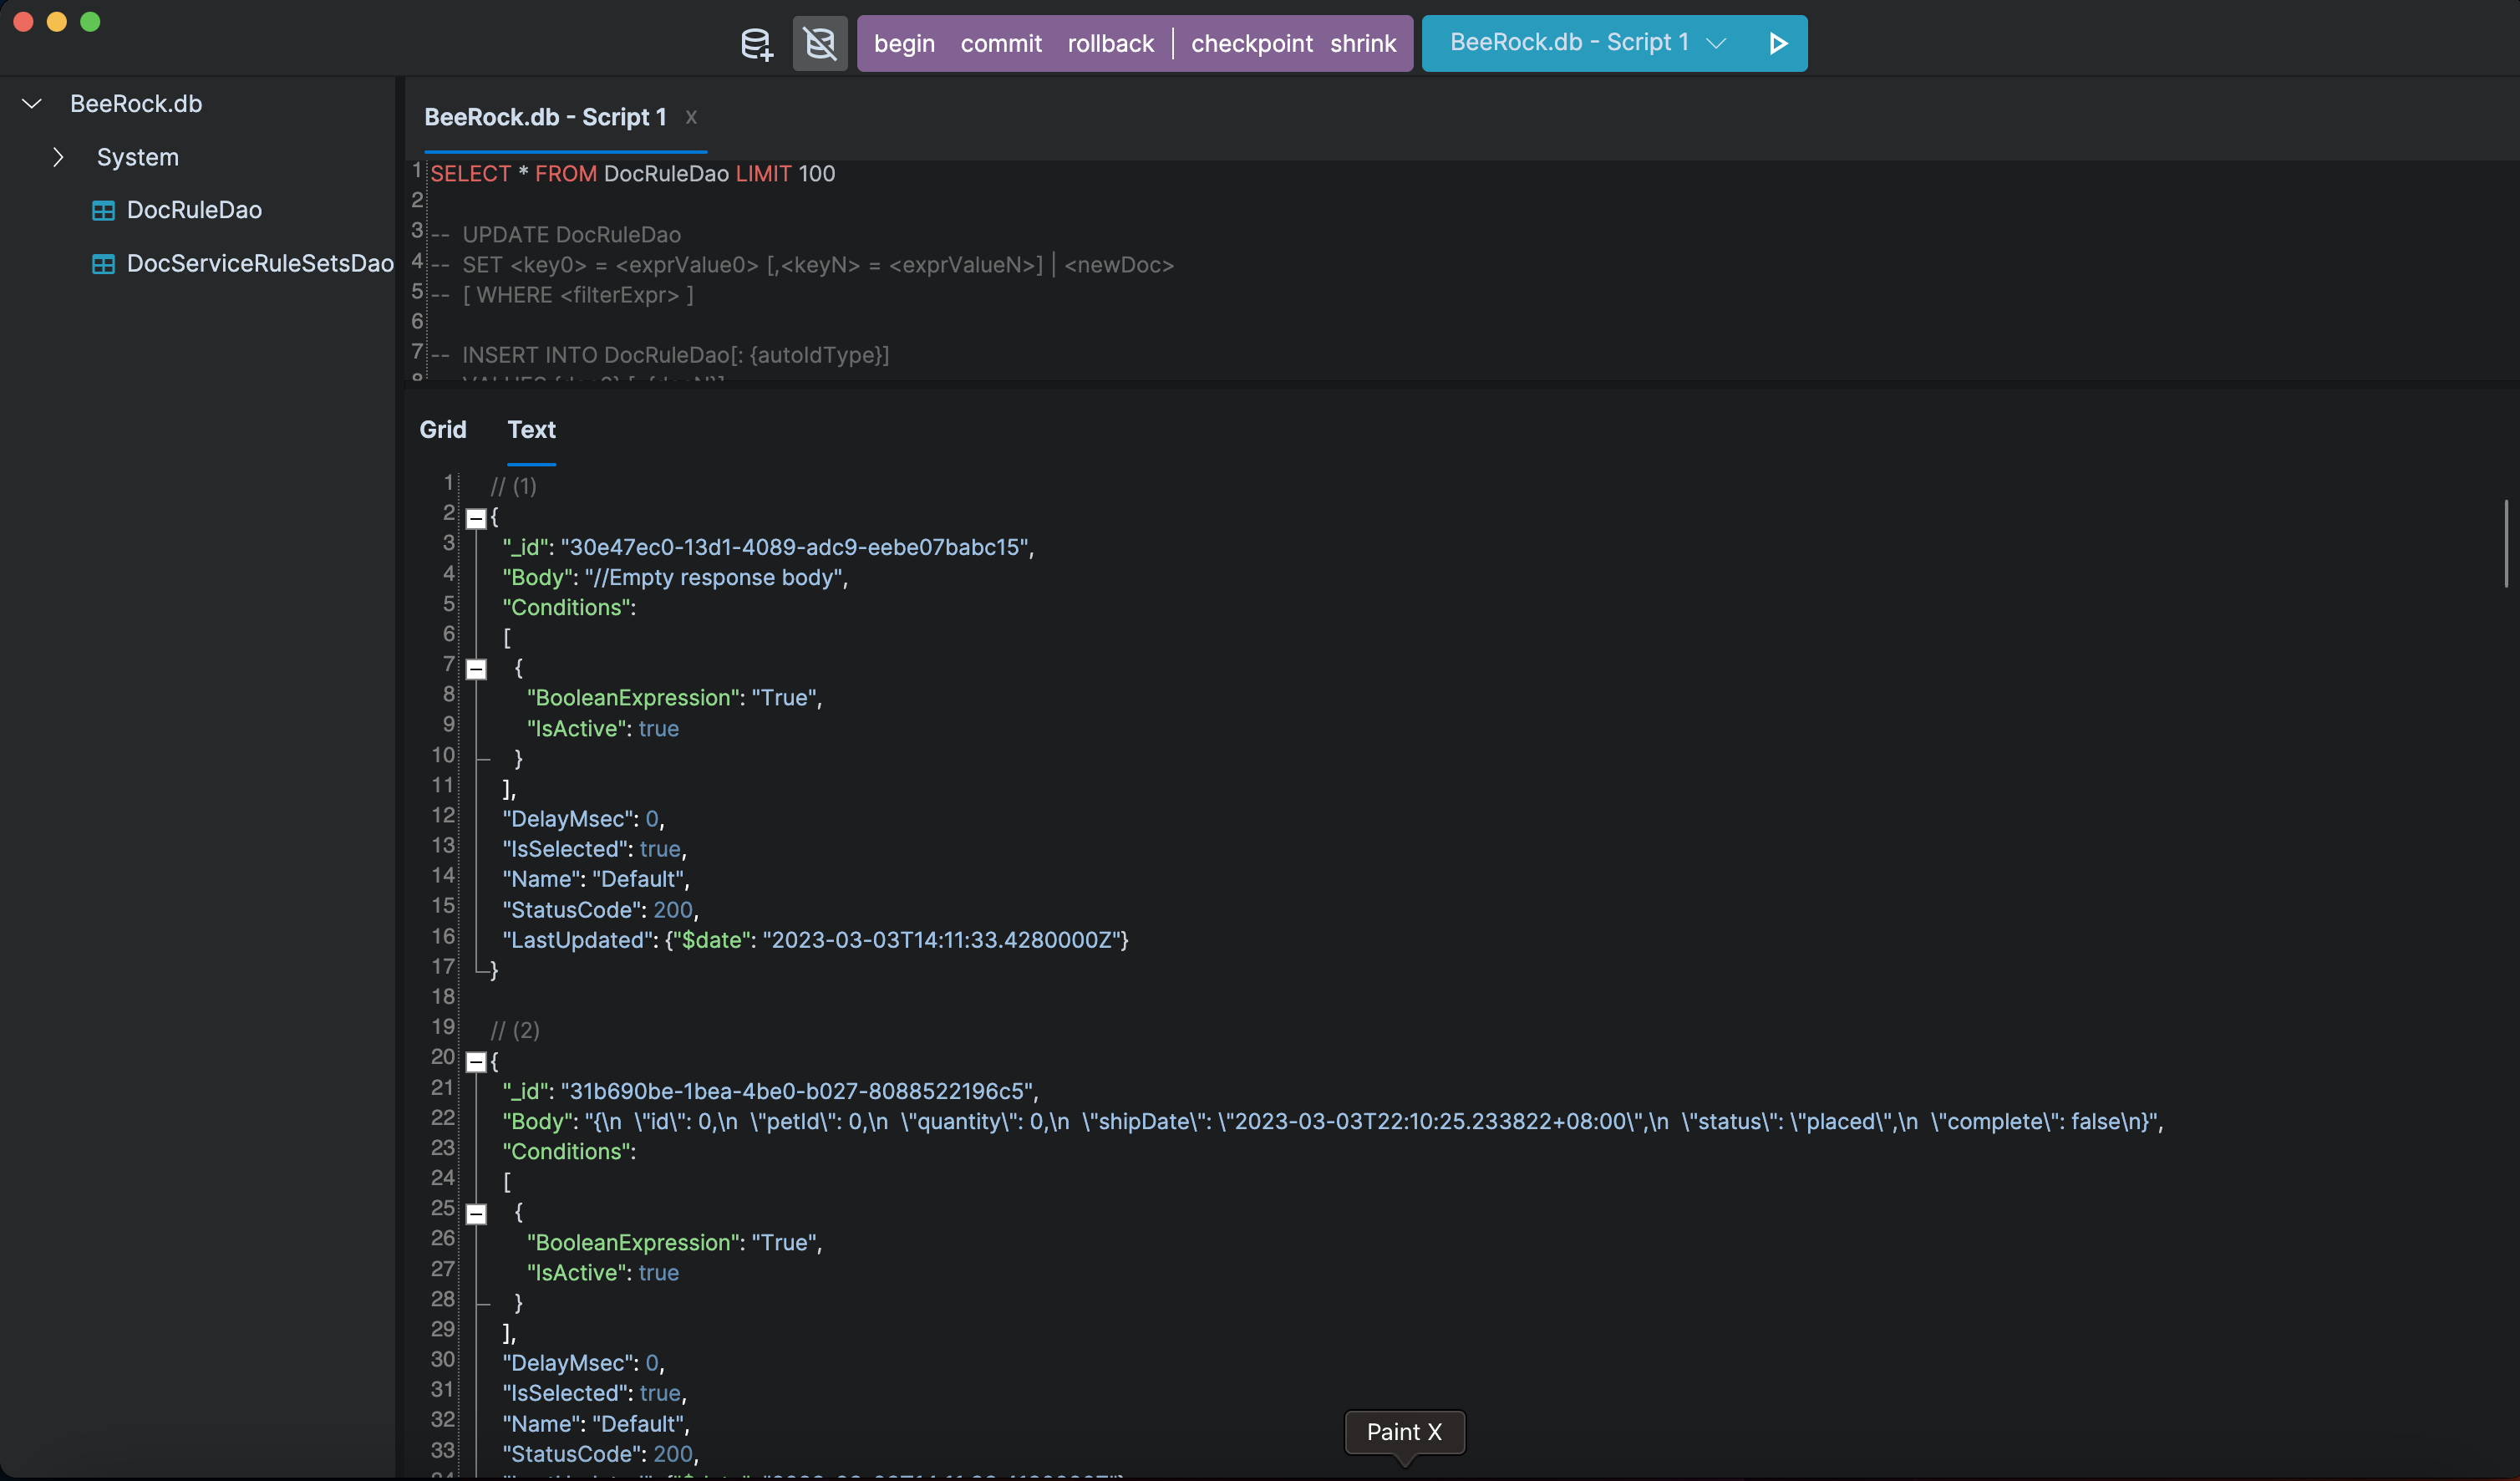 begin commit rollback | checkpoint shrink BeeRock.db - Script 1
BeeRock.db
System
DocRuleDao
DocServiceRuleSetsDao
BeeRock.db - Script 1 x
1 SELECT * FROM DocRuleDao LIMIT 100
2
3 -- UPDATE DocRuleDao
4 -- SET <key0> = <exprValue0> [,<keyN> = <exprValueN>] | <newDoc>
5 -- [ WHERE <filterExpr> ]
6
7 -- INSERT INTO DocRuleDao[: {autoIdType}]
8
Grid Text
1 // (1)
2 {
3 "_id": "30e47ec0-13d1-4089-adc9-eebe07babc15",
4 "Body": "//Empty response body",
5 "Conditions":
6 [
7 {
8 "BooleanExpression": "True",
9 "IsActive": true
10 }
11 ],
12 "DelayMsec": 0,
13 "IsSelected": true,
14 "Name": "Default",
15 "StatusCode": 200,
16 "LastUpdated": {"$date": "2023-03-03T14:11:33.4280000Z"}
17 }
18
19 // (2)
20 {
21 "_id": "31b690be-1bea-4be0-b027-8088522196c5",
22 "Body": "{\n  \"id\": 0,\n  \"petId\": 0,\n  \"quantity\": 0,\n  \"shipDate\": \"2023-03-03T22:10:25.233822+08:00\",\n  \"status\": \"placed\",\n  \"complete\": false\n}",
23 "Conditions":
24 [
25 {
26 "BooleanExpression": "True",
27 "IsActive": true
28 }
29 ],
30 "DelayMsec": 0,
31 "IsSelected": true,
32 "Name": "Default",
33 "StatusCode": 200,
Paint X